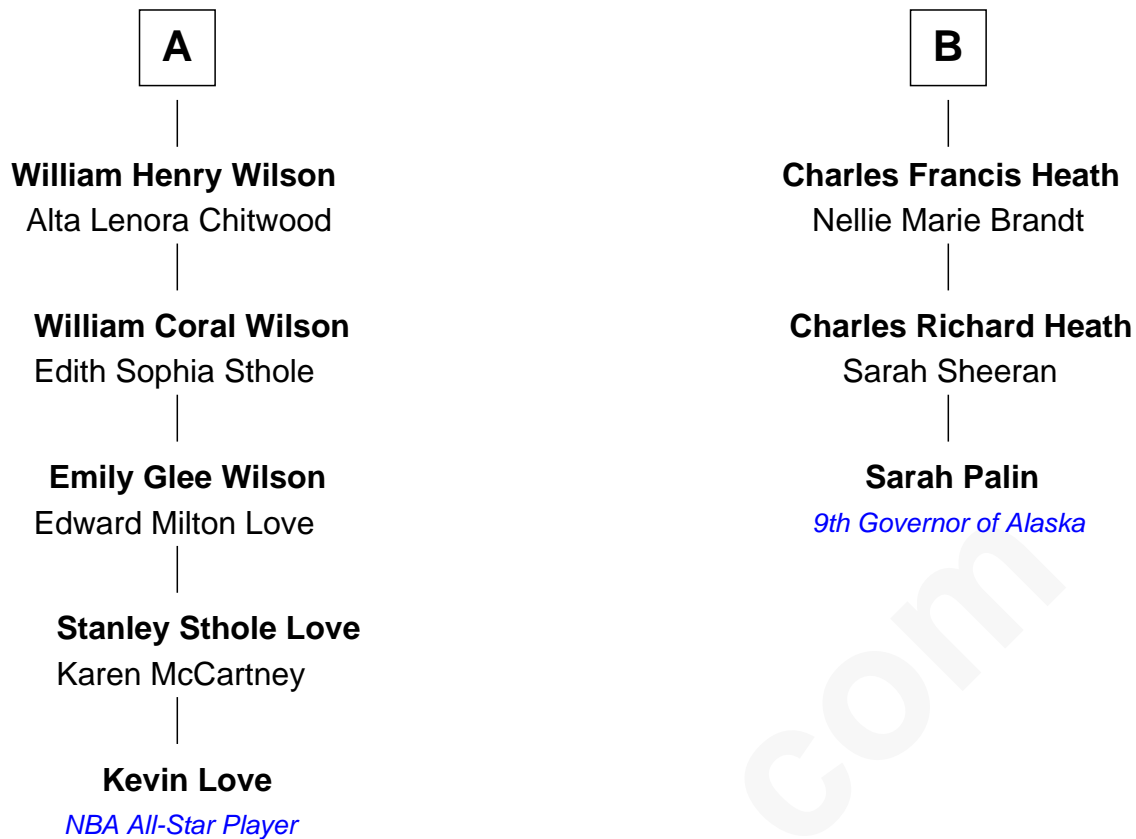 A
William Henry Wilson
Alta Lenora Chitwood
William Coral Wilson
Edith Sophia Sthole
Emily Glee Wilson
Edward Milton Love
Stanley Sthole Love
Karen McCartney
Kevin Love
NBA All-Star Player
B
Charles Francis Heath
Nellie Marie Brandt
Charles Richard Heath
Sarah Sheeran
Sarah Palin
9th Governor of Alaska
com